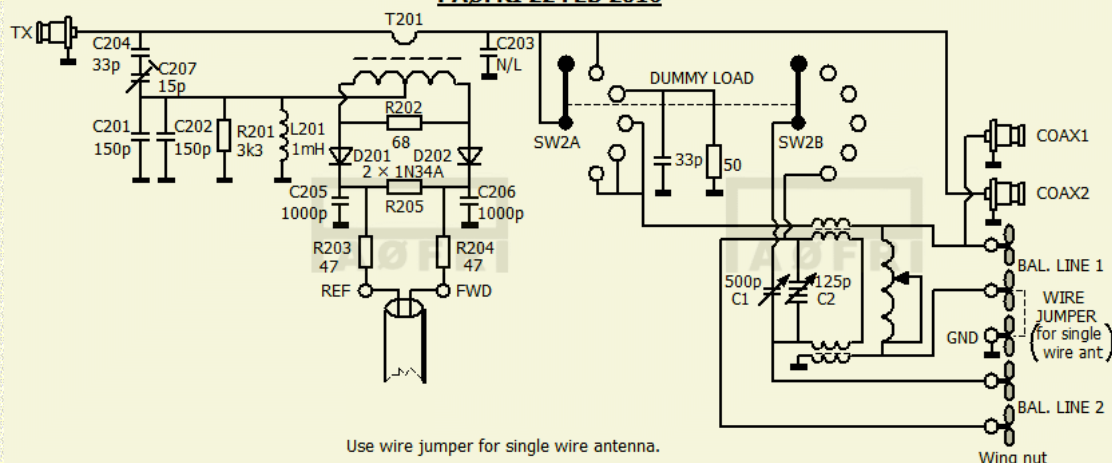 TX
T201
C204
33p
C207
15p
C203
N/L
DUMMY LOAD
C201
150p
C202
150p
R201
3k3
L201
1mH
R202
68
D201
D202
2 × 1N34A
SW2A
33p
50
SW2B
COAX1
COAX2
C205
1000p
R205
C206
1000p
R203
47
R204
47
AØFRI
AØFRI
REF
FWD
500p
C1
125p
C2
BAL. LINE 1
WIRE
JUMPER
for single
wire ant
GND
BAL. LINE 2
Use wire jumper for single wire antenna.
Wing nut